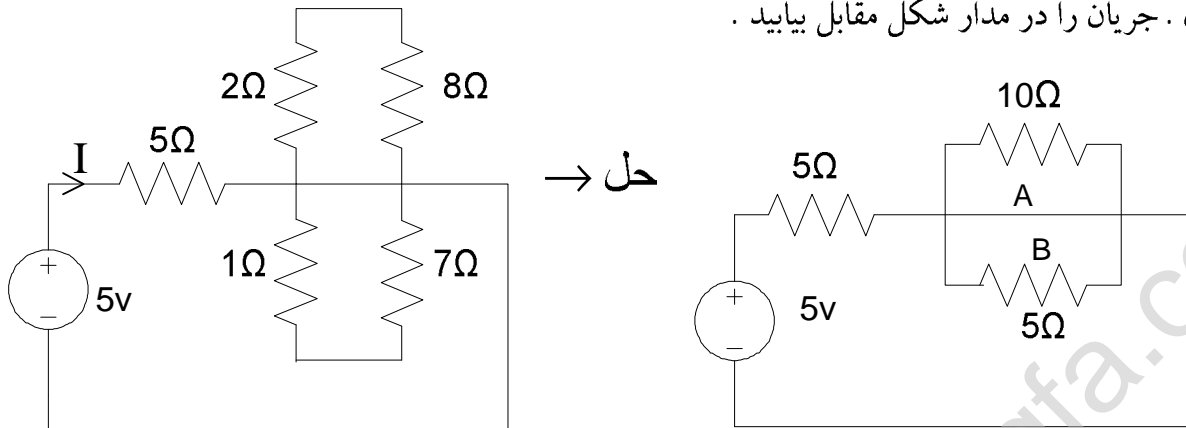 . جریان را در مدار شکل مقابل بیابید .
2Ω 8Ω
5Ω
I
1Ω 7Ω
+
5v
−
حل →
10Ω
5Ω
A
B
5Ω
+
5v
−